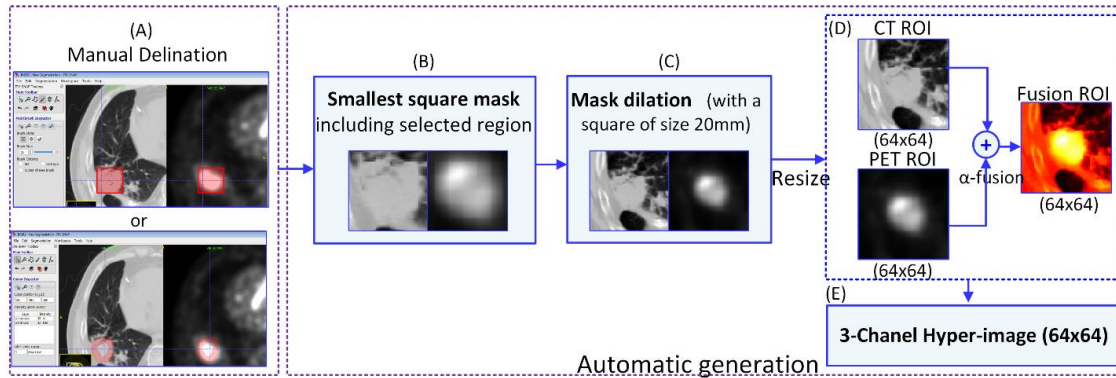 (A)
Manual Delination
or
(B)
Smallest square mask
including selected region
(C)
Mask dilation (with a
square of size 20mm)
Resize
(D)
CT ROI
(64x64)
PET ROI
(64x64)
+
α-fusion
Fusion ROI
(64x64)
(E)
3-Chanel Hyper-image (64x64)
Automatic generation